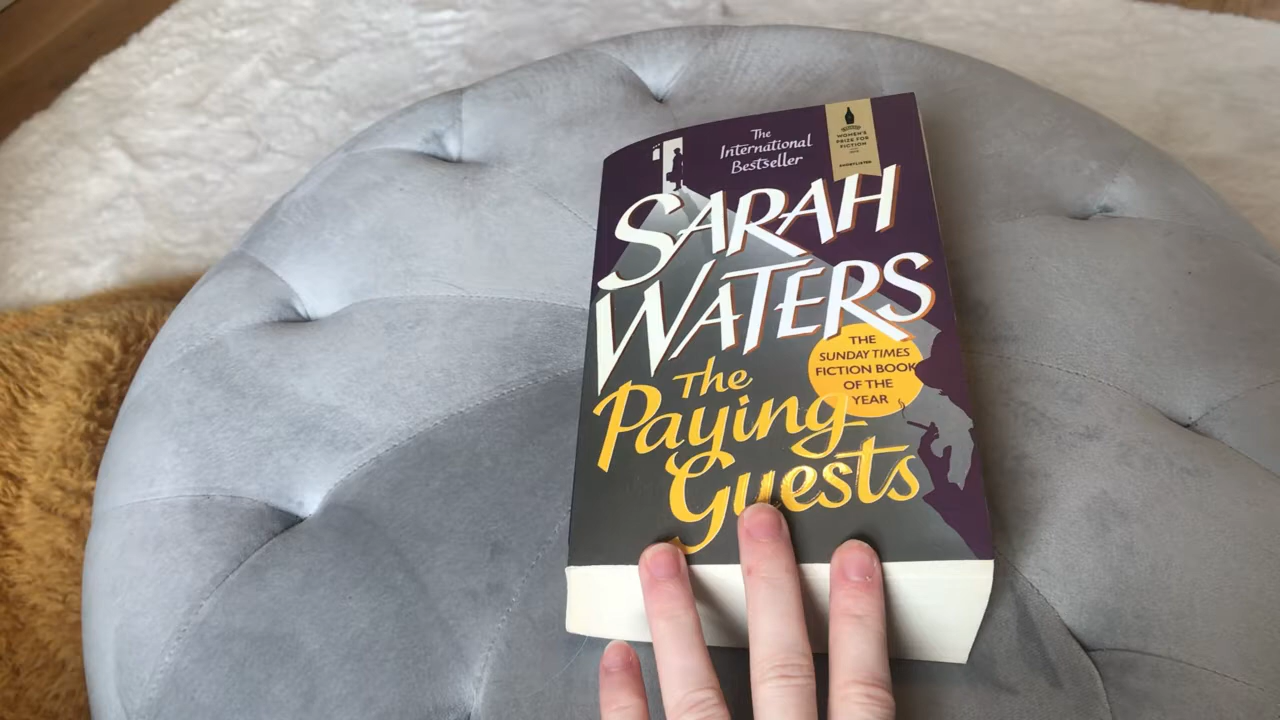 The
International
Bestseller
WOMEN'S
PRIZE FOR
FICTION
SHORTLISTED
SARAH
WATERS
THE
SUNDAY TIMES
FICTION BOOK
OF THE
YEAR
The
Paying
Guests